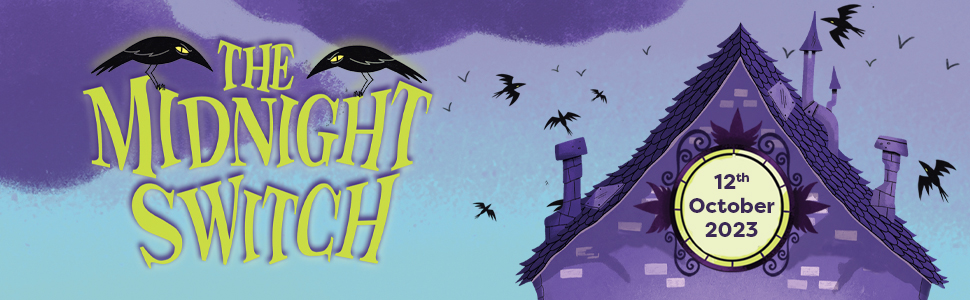 THE
MIDNIGHT
SWITCH
12th
October
2023